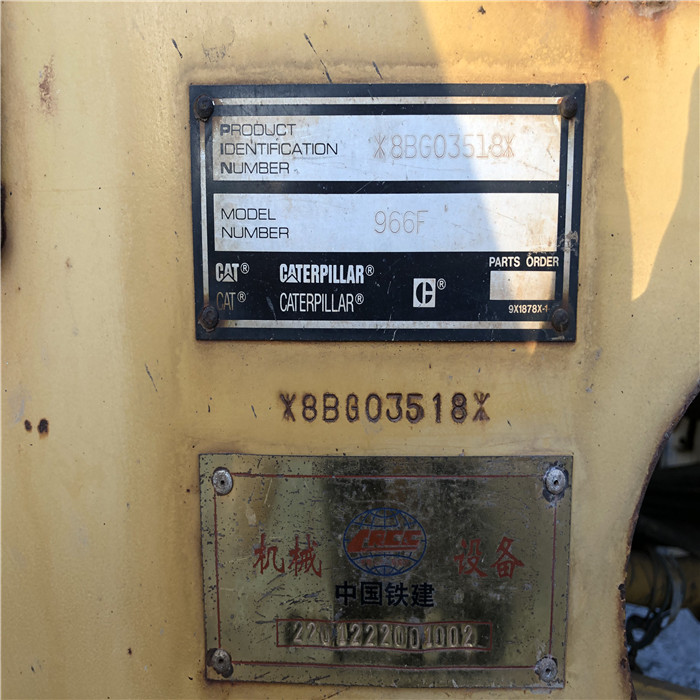 PRODUCT
IDENTIFICATION
NUMBER
X8BG03518X
MODEL
NUMBER
966F
PARTS ORDER
CAT® CATERPILLAR® C®
CAT® CATERPILLAR®
9X1878X-1
X8BG03518X
机械 设备
中国铁建